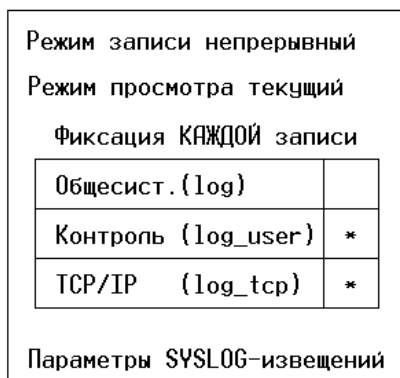 Режим записи непрерывный
Режим просмотра текущий
Фиксация КАЖДОЙ записи
Общесист.(log)
Контроль (log_user) *
TCP/IP (log_tcp) *
Параметры SYSLOG-извещений